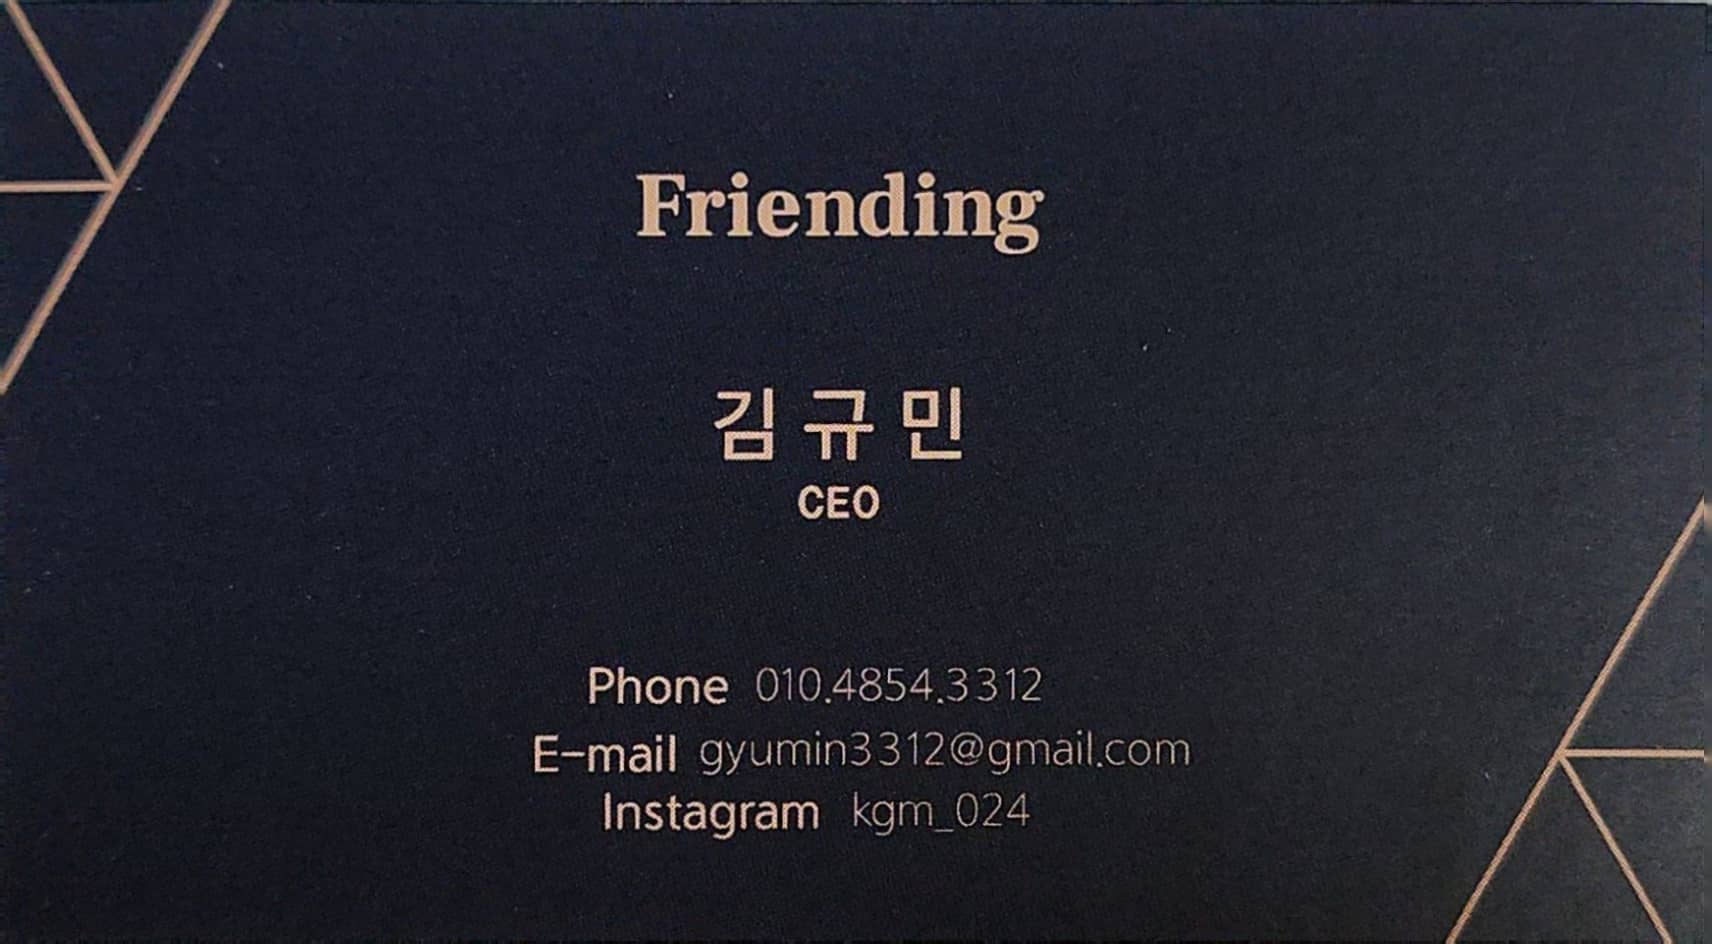 Friending
김규민
CEO
Phone 010.4854.3312
E-mail gyumin3312@gmail.com
Instagram kgm_024